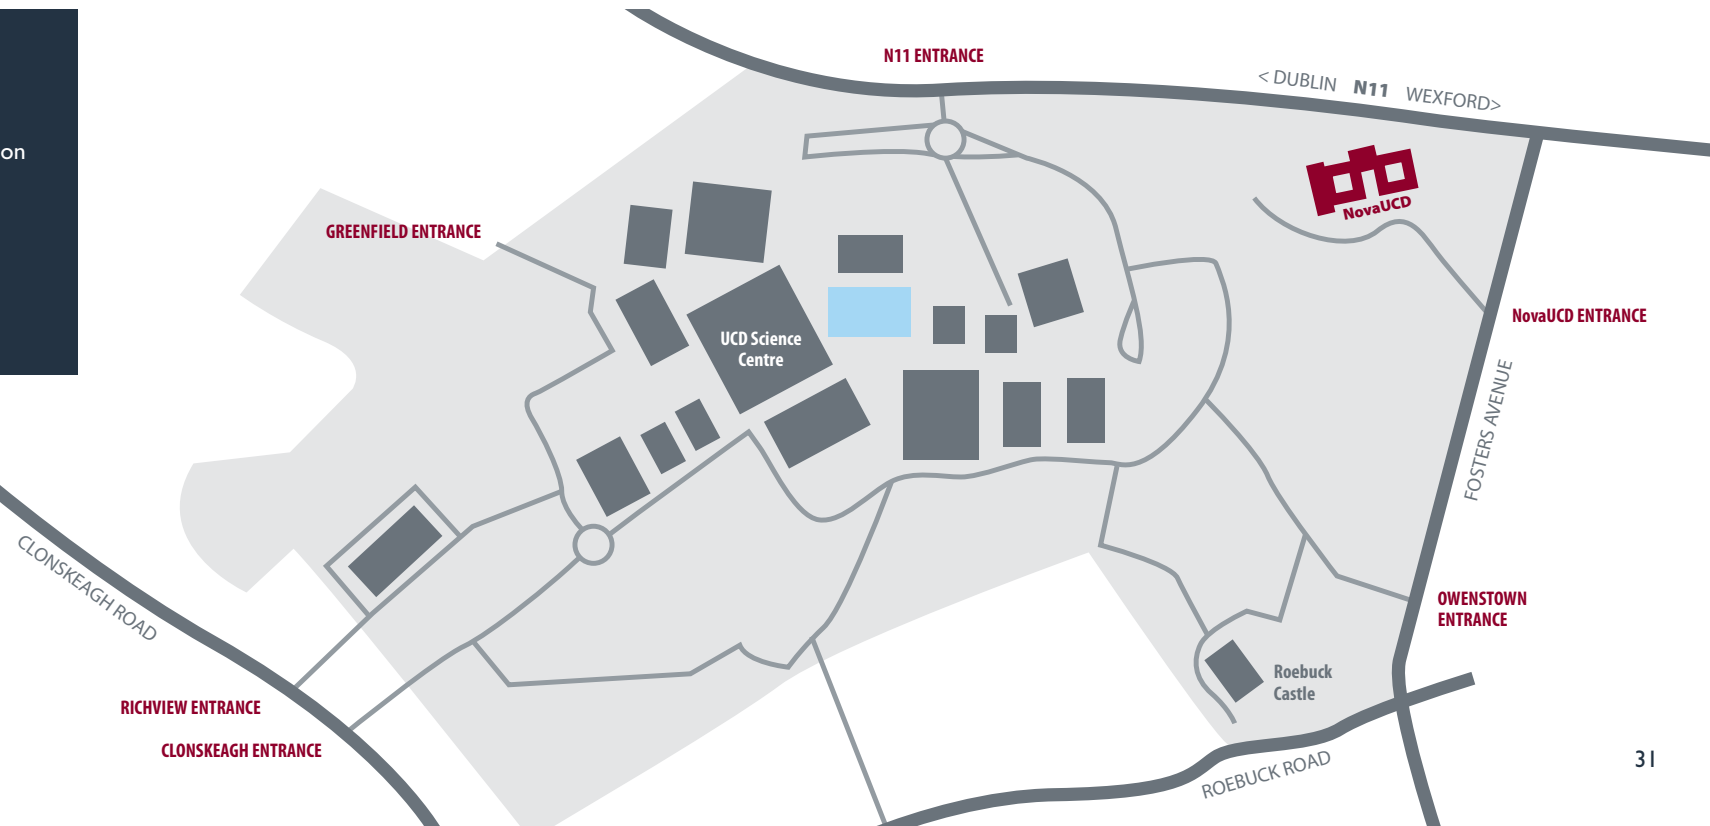 on
N11 ENTRANCE
< DUBLIN N11 WEXFORD>
NovaUCD
GREENFIELD ENTRANCE
NovaUCD ENTRANCE
UCD Science
Centre
FOSTERS AVENUE
CLONSKEAGH ROAD
OWENSTOWN
ENTRANCE
Roebuck
Castle
RICHVIEW ENTRANCE
CLONSKEAGH ENTRANCE
ROEBUCK ROAD
31